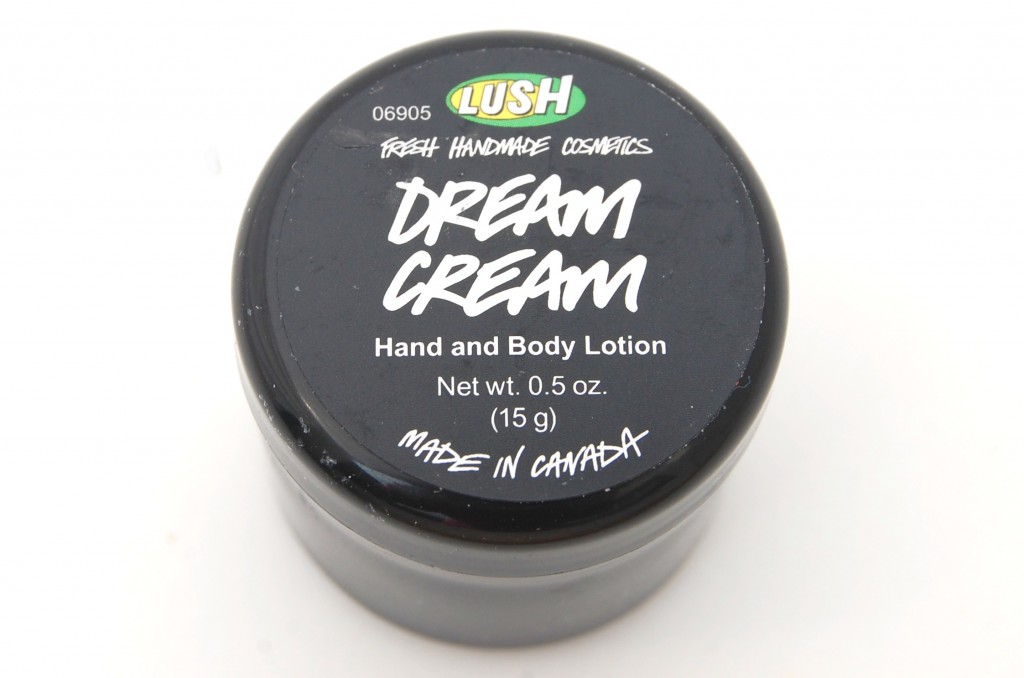 LUSH
06905
FRESH HANDMADE COSMETICS
DREAM
CREAM
Hand and Body Lotion
Net wt. 0.5 oz.
(15 g)
MADE IN CANADA